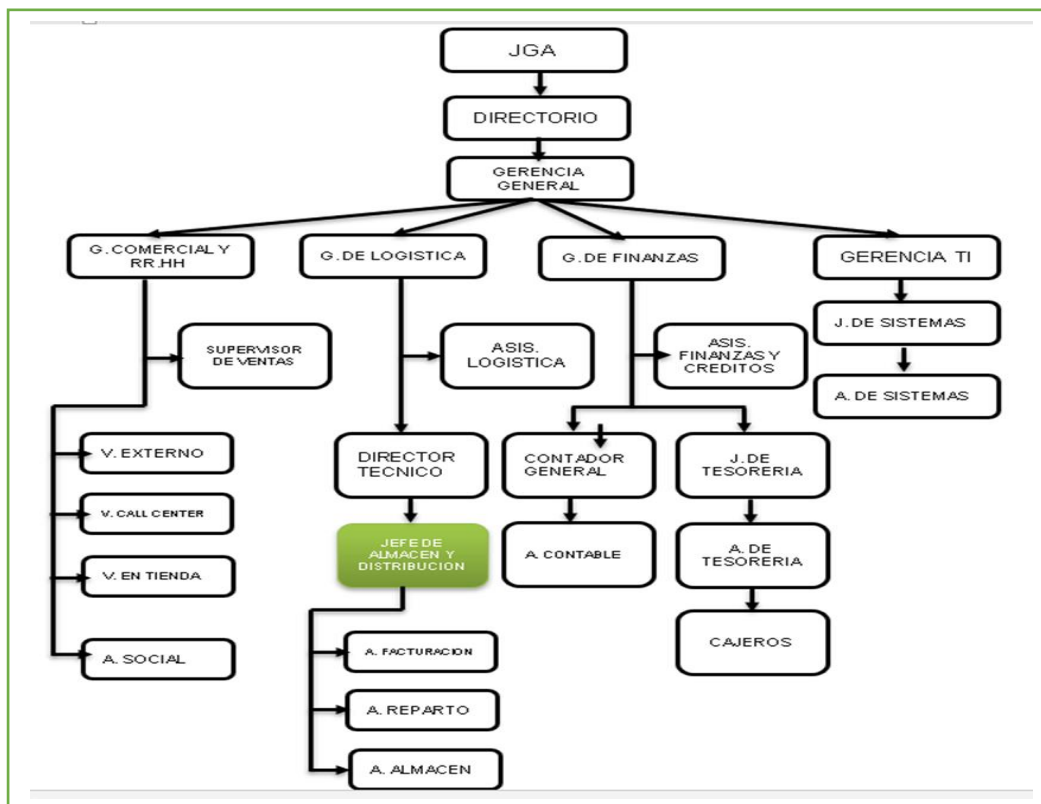 JGA
DIRECTORIO
GERENCIA
GENERAL
G. COMERCIAL Y
RR.HH
G. DE LOGISTICA
G. DE FINANZAS
GERENCIA TI
SUPERVISOR
DE VENTAS
ASIS.
LOGISTICA
ASIS.
FINANZAS Y
CREDITOS
J. DE SISTEMAS
A. DE SISTEMAS
V. EXTERNO
V. CALL CENTER
V. EN TIENDA
A. SOCIAL
DIRECTOR
TECNICO
JEFE DE
ALMACEN Y
DISTRIBUCION
A. FACTURACION
A. REPARTO
A. ALMACEN
CONTADOR
GENERAL
A. CONTABLE
J. DE
TESORERIA
A. DE
TESORERIA
CAJEROS